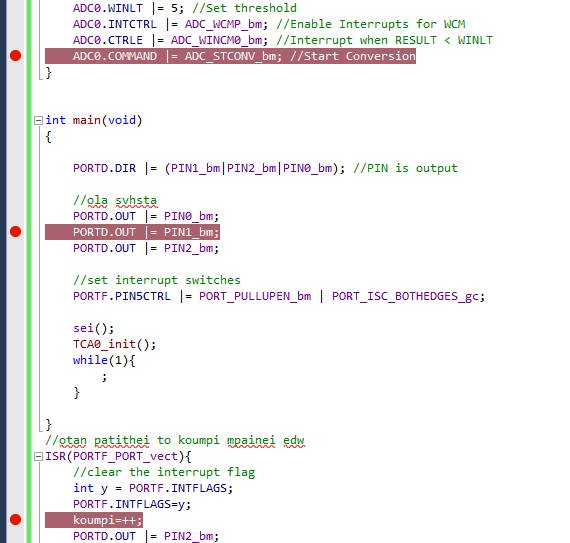 ADC0.WINLT |= 5; //Set threshold
ADC0.INTCTRL |= ADC_WCMP_bm; //Enable Interrupts for WCM
ADC0.CTRLE |= ADC_WINCM0_bm; //Interrupt when RESULT < WINLT
ADC0.COMMAND |= ADC_STCONV_bm; //Start Conversion
}
int main(void)
{
PORTD.DIR |= (PIN1_bm|PIN2_bm|PIN0_bm); //PIN is output
//ola svhsta
PORTD.OUT |= PIN0_bm;
PORTD.OUT |= PIN1_bm;
PORTD.OUT |= PIN2_bm;
//set interrupt switches
PORTF.PIN5CTRL |= PORT_PULLUPEN_bm | PORT_ISC_BOTHEDGES_gc;
sei();
TCA0_init();
while(1){
;
}
}
//otan patithei to koumpi mpainei edw
ISR(PORTF_PORT_vect){
//clear the interrupt flag
int y = PORTF.INTFLAGS;
PORTF.INTFLAGS=y;
koumpi=++;
PORTD.OUT |= PIN2_bm;